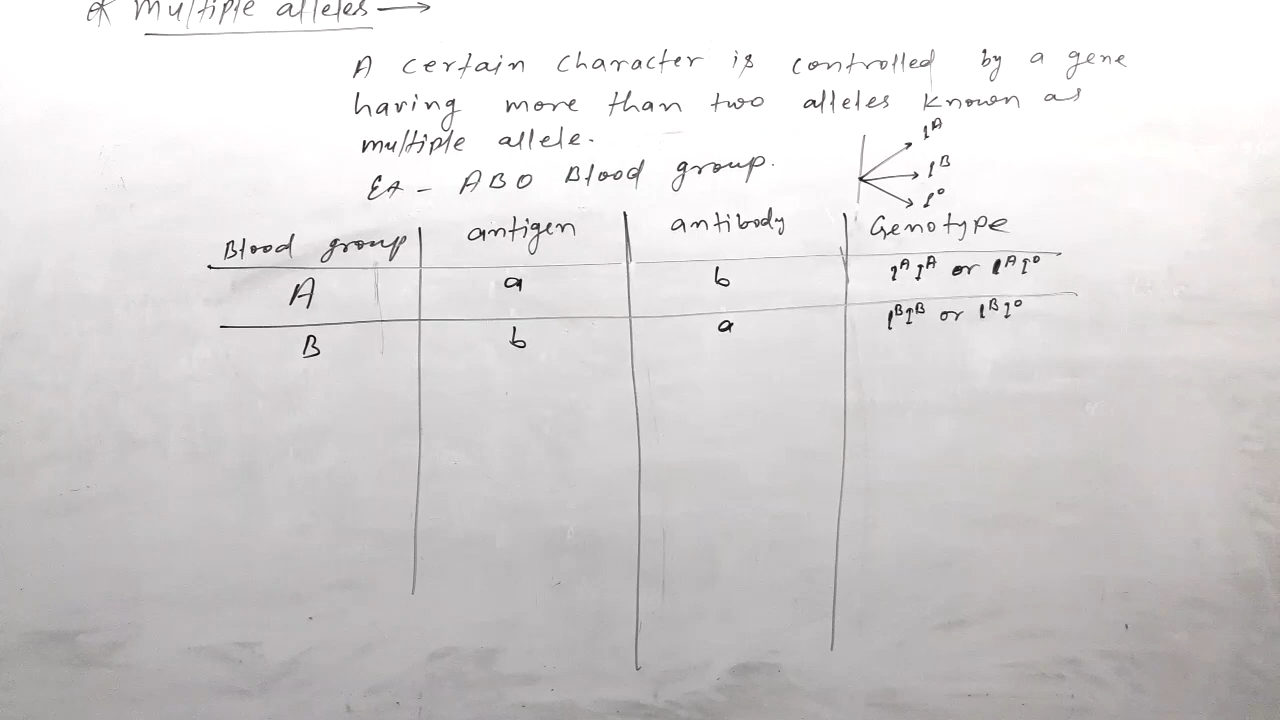 * Multiple alleles →
A certain character is controlled by a gene
having more than two alleles known as
multiple allele.
Ex - ABO Blood group.
I^A
I^B
I^O
Blood group antigen antibody Genotype
A a b I^A I^A or I^A I^O
B b a I^B I^B or I^B I^O